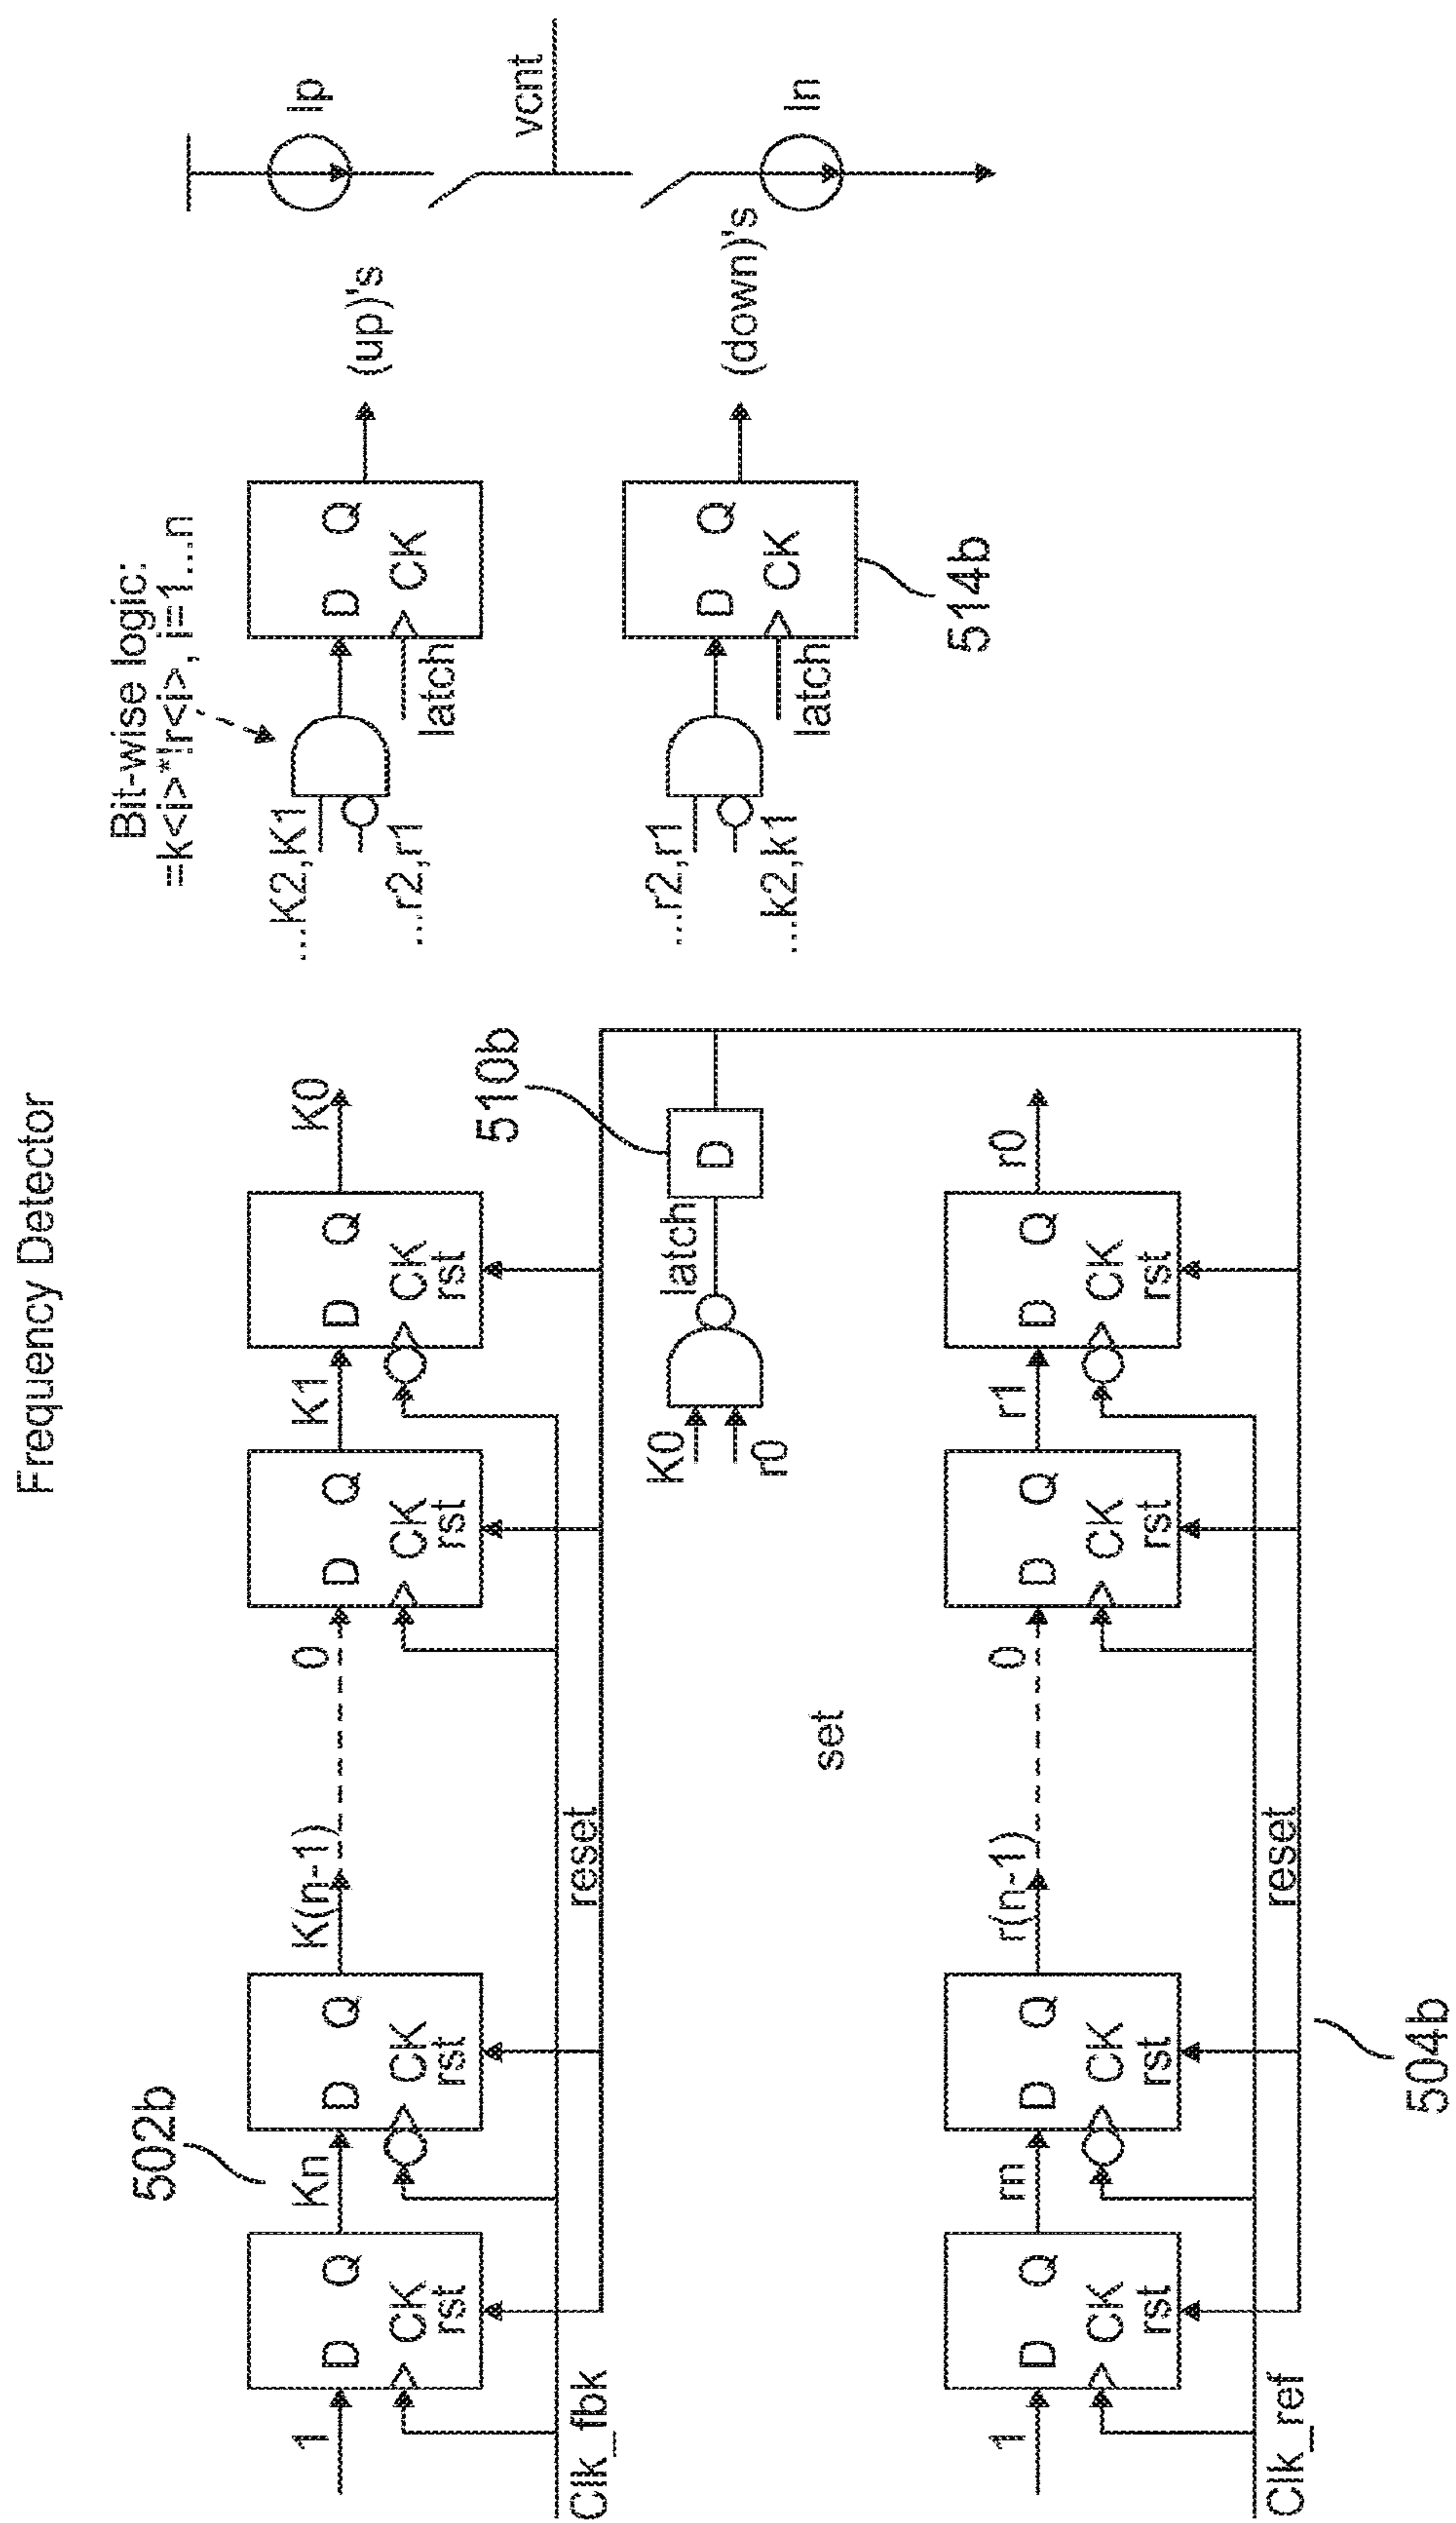 Frequency Detector
502b
1
D Q
CK
rst
Kn
D Q
CK
rst
K(n-1)
0
D Q
CK
rst
K1
D Q
CK
rst
K0
Clk_fbk
reset
K0
r0
latch
D
510b
set
1
D Q
CK
rst
rn
D Q
CK
rst
r(n-1)
0
D Q
CK
rst
r1
D Q
CK
rst
r0
Clk_ref
reset
504b
Bit-wise logic:
=k<i>*!r<i>, i=1...n
...K2,K1
...r2,r1
D Q
CK
latch
(up)'s
...r2,r1
...k2,k1
D Q
CK
latch
(down)'s
514b
Ip
vcnt
In